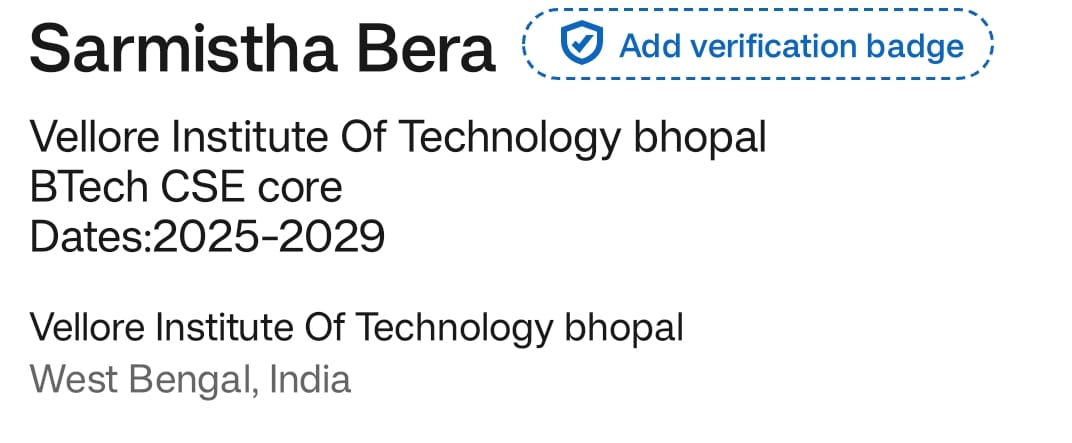 Sarmistha Bera
Add verification badge
Vellore Institute Of Technology bhopal
BTech CSE core
Dates:2025-2029
Vellore Institute Of Technology bhopal
West Bengal, India